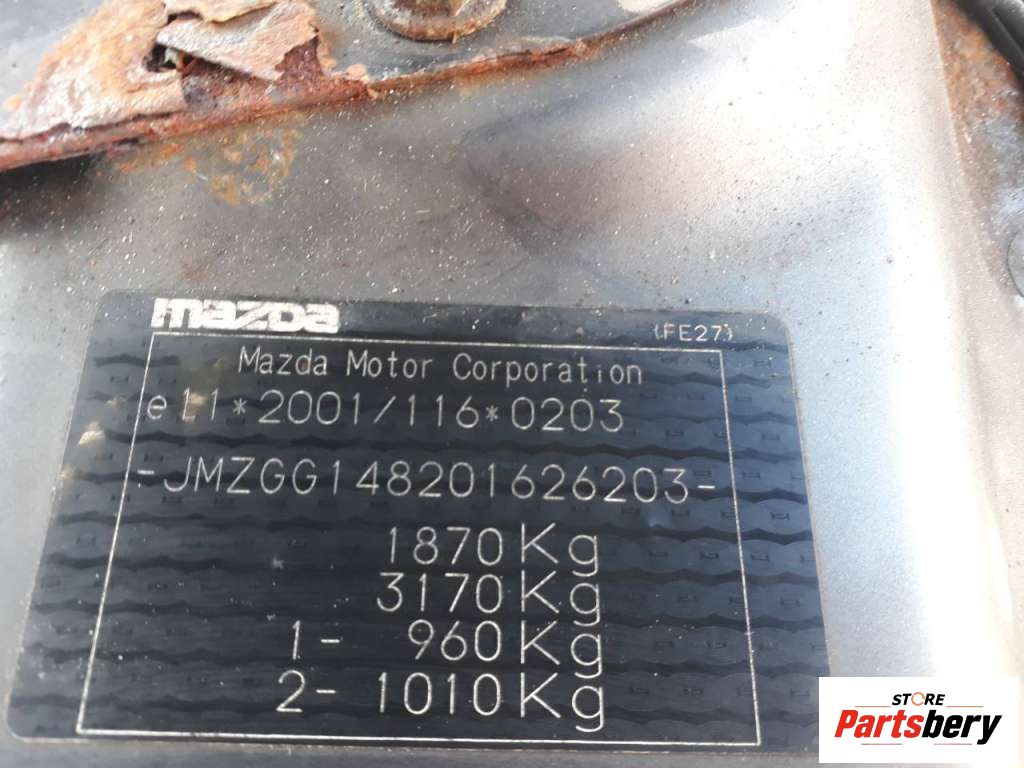 mazda
(FE27)
Mazda Motor Corporation
e11*2001/116*0203
-JMZGG148201626203-
1870Kg
3170Kg
1- 960Kg
2- 1010Kg
STORE
Partsbery